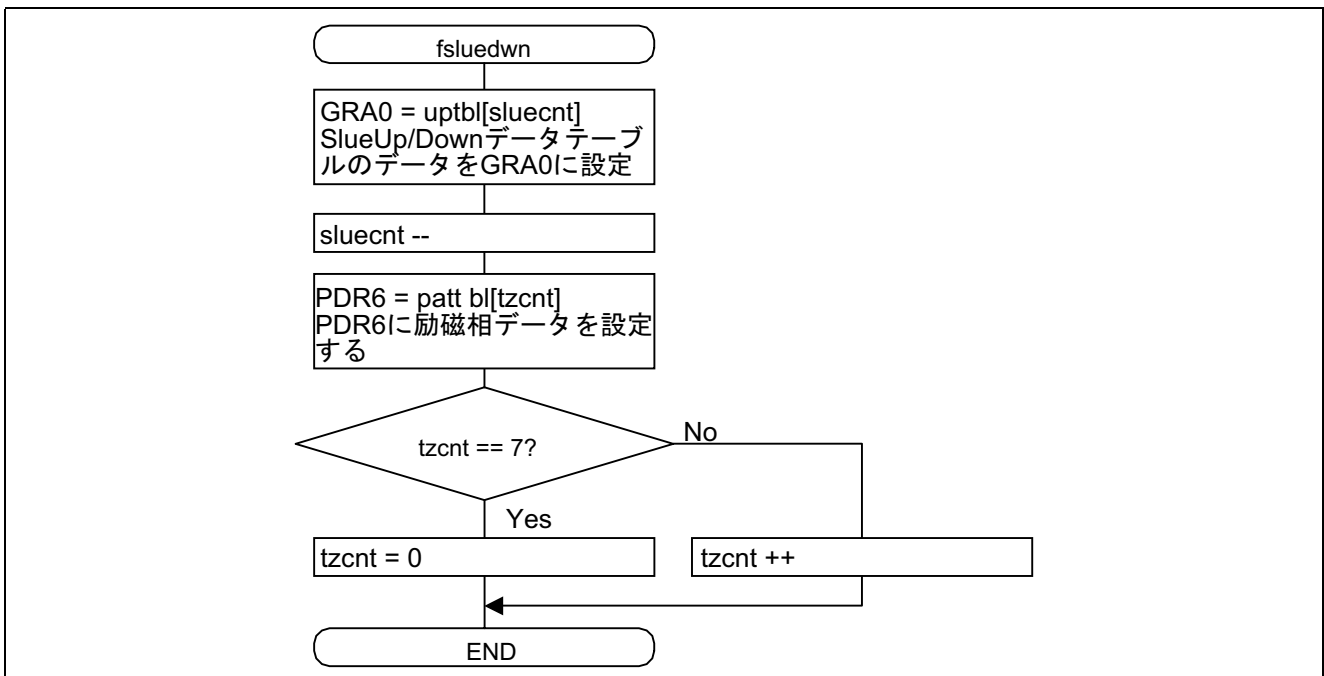 fsluedwn
GRA0 = uptbl[sluecnt]
SlueUp/Downデータテーブ
ルのデータをGRA0に設定
sluecnt --
PDR6 = patt bl[tzcnt]
PDR6に励磁相データを設定
する
tzcnt == 7?
No
Yes
tzcnt = 0
tzcnt ++
END